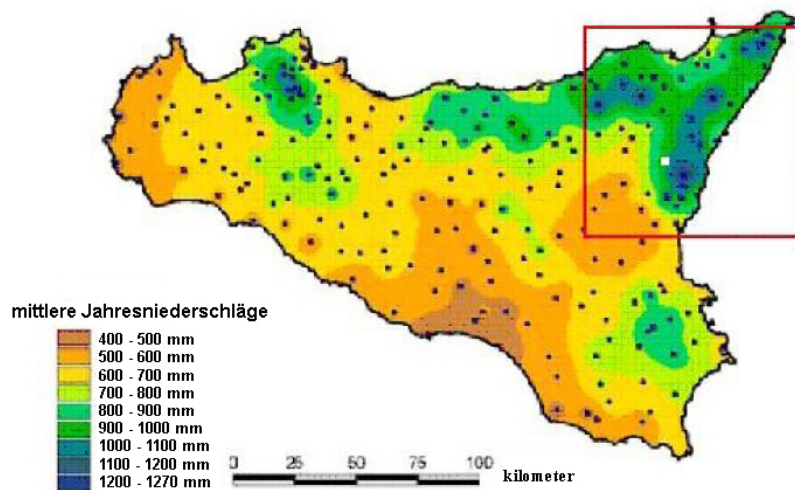 mittlere Jahresniederschläge
400 - 500 mm
500 - 600 mm
600 - 700 mm
700 - 800 mm
800 - 900 mm
900 - 1000 mm
1000 - 1100 mm
1100 - 1200 mm
1200 - 1270 mm
0 25 50 75 100 kilometer